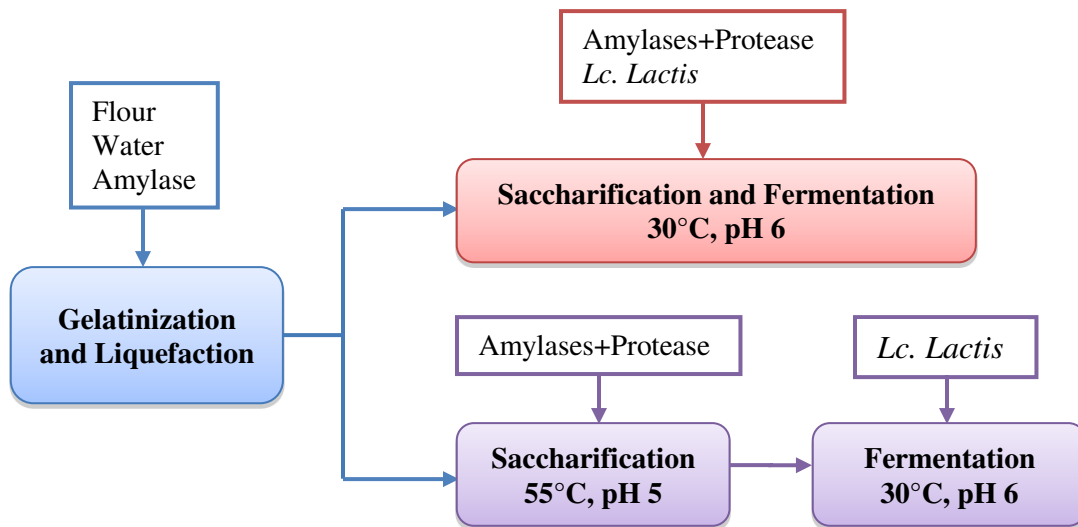 Flour
Water
Amylase
Gelatinization
and Liquefaction
Amylases+Protease
Lc. Lactis
Saccharification and Fermentation
30°C, pH 6
Amylases+Protease
Saccharification
55°C, pH 5
Lc. Lactis
Fermentation
30°C, pH 6